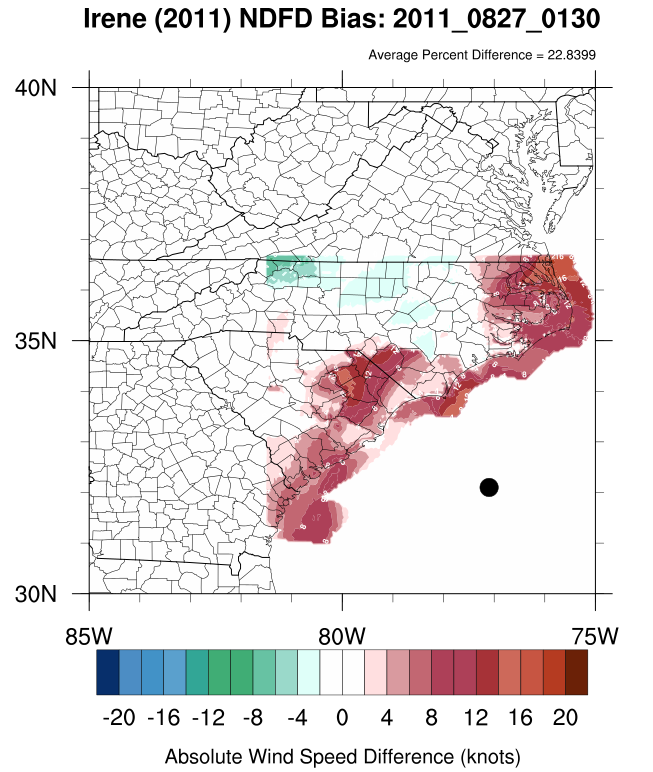 Irene (2011) NDFD Bias: 2011_0827_0130
Average Percent Difference = 22.8399
40N
35N
30N
85W 80W 75W
-20 -16 -12 -8 -4 0 4 8 12 16 20
Absolute Wind Speed Difference (knots)